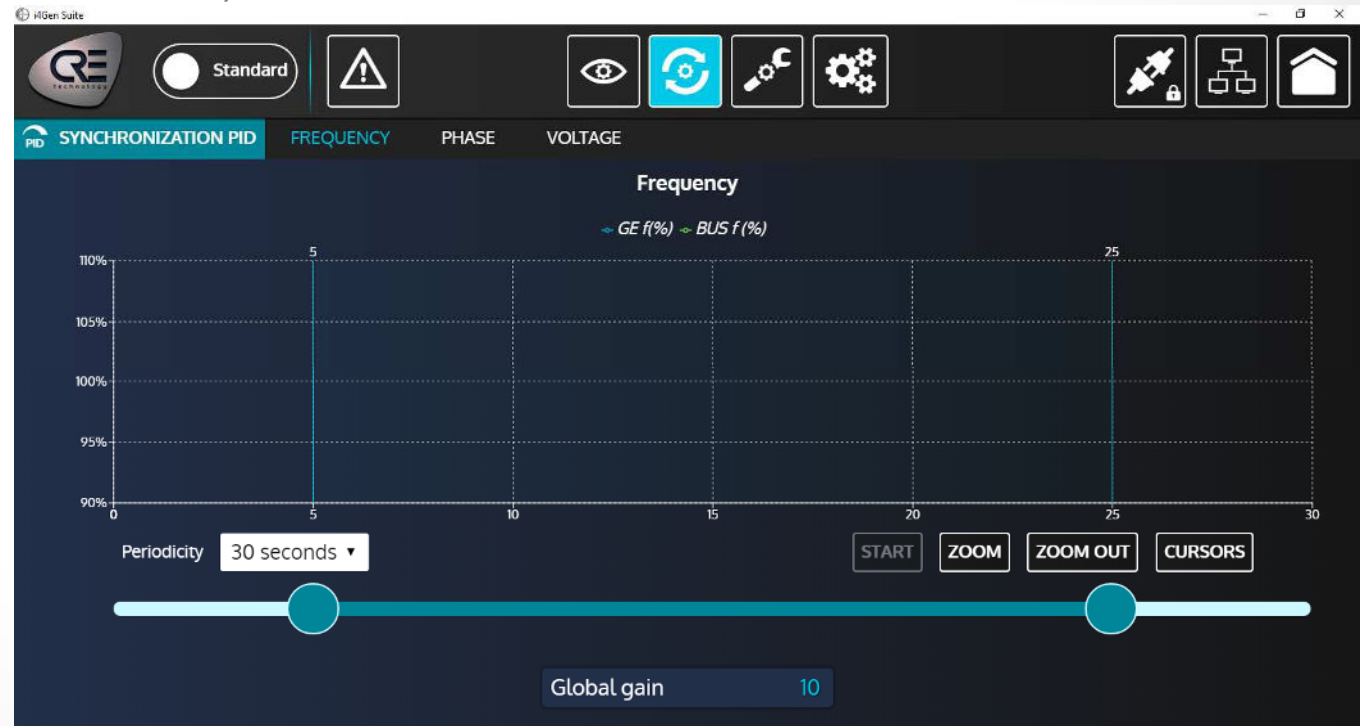 i4Gen Suite
CRE
Technology
Standard
PID SYNCHRONIZATION PID FREQUENCY PHASE VOLTAGE
Frequency
GE f(%) BUS f (%)
5 25
110%
105%
100%
95%
90%
0 5 10 15 20 25 30
Periodicity 30 seconds START ZOOM ZOOM OUT CURSORS
Global gain 10